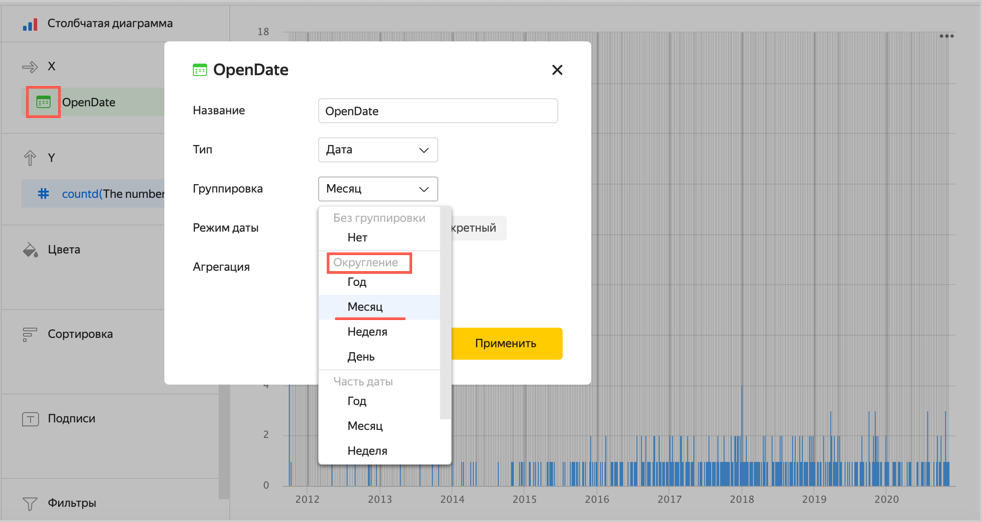 Столбчатая диаграмма
X
OpenDate
Y
countd(The number
Цвета
Сортировка
Подписи
Фильтры
OpenDate
Название
OpenDate
Тип
Дата
Группировка
Месяц
Режим даты
кретный
Агрегация
Без группировки
Нет
Округление
Год
Месяц
Неделя
День
Часть даты
Год
Месяц
Неделя
Применить
18
4
2
0
2012 2013 2014 2015 2016 2017 2018 2019 2020